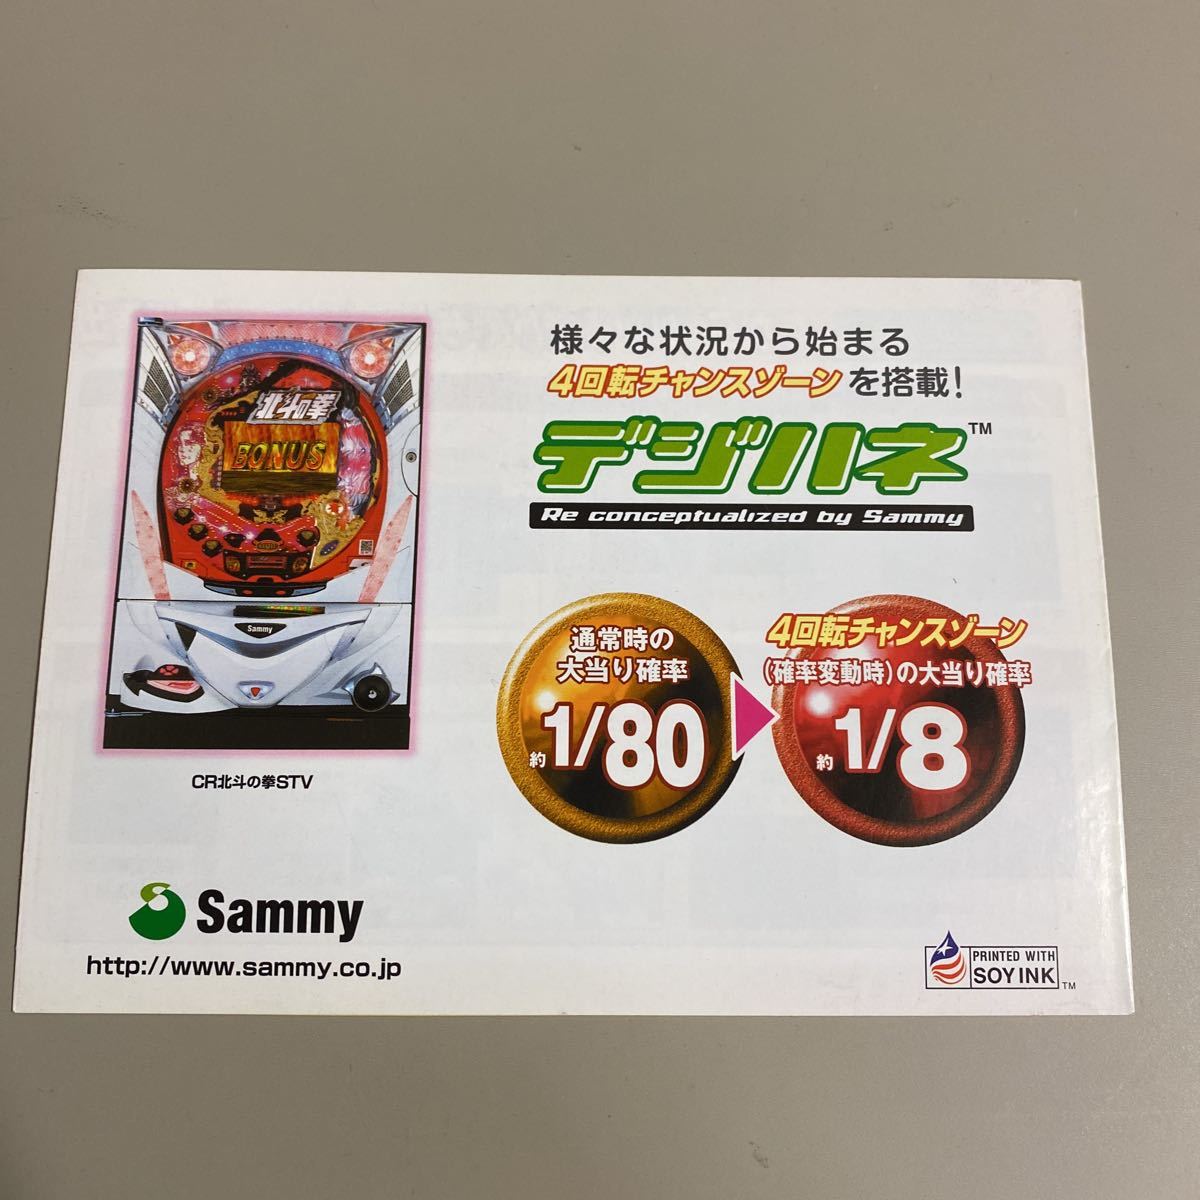 様々な状況から始まる
4回転チャンスゾーンを搭載!
デジハネ™
Re conceptualized by Sammy
北斗の拳
BONUS
Sammy
CR北斗の拳STV
通常時の
大当り確率
約1/80
4回転チャンスゾーン
(確率変動時)の大当り確率
約1/8
Sammy
http://www.sammy.co.jp
PRINTED WITH
SOY INK™